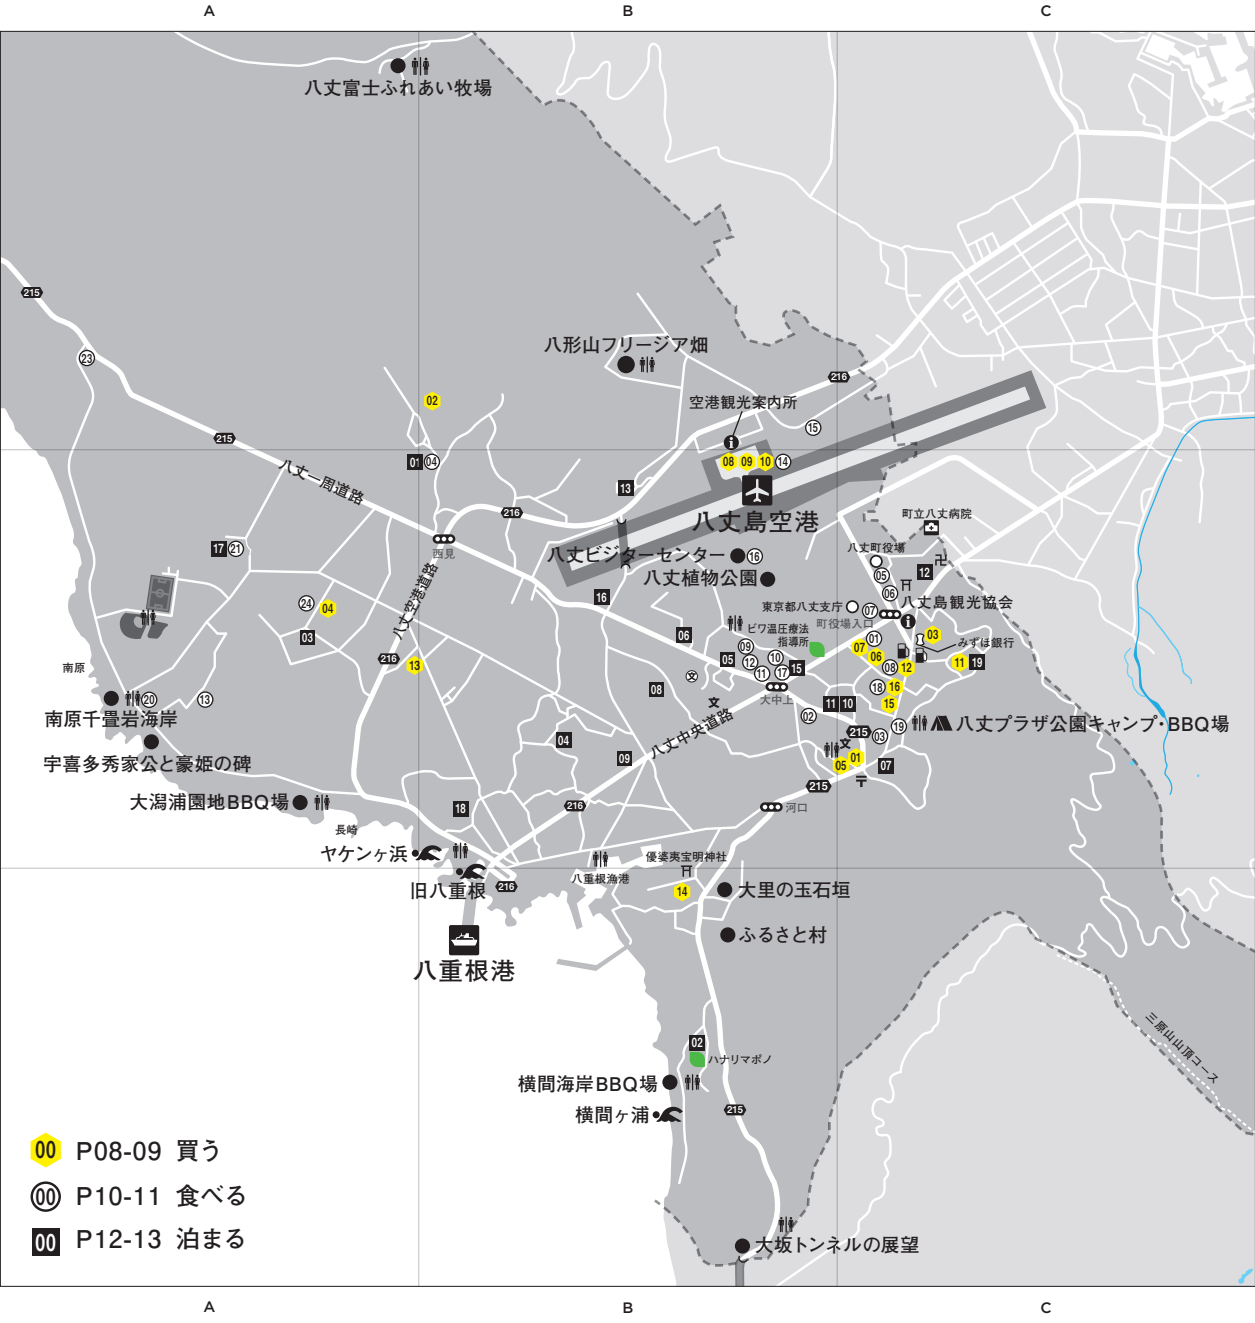 A
B
C
八丈富士ふれあい牧場
215
23
八形山フリージア畑
216
02
空港観光案内所
i
15
215
01
04
08
09
10
14
八丈一周道路
13
216
八丈島空港
町立八丈病院
西見
八丈町役場
17
21
八丈ビジターセンター
16
八丈植物公園
05
12
卍
06
24
04
八丈空港道路
16
東京都八丈支庁
07
八丈島観光協会
町役場入口
i
03
06
ビワ温圧療法
指導所
01
03
みずほ銀行
216
13
05
09
12
10
11
17
15
07
06
08
12
11
19
南原
文
08
大中上
18
16
15
20
13
文
11
10
南原千畳岩海岸
02
19
八丈プラザ公園キャンプ・BBQ場
八丈中央道路
215
03
04
文
宇喜多秀家公と豪姫の碑
09
05
01
07
215
〒
大潟浦園地BBQ場
18
216
河口
長崎
ヤケンヶ浜
優婆夷宝明神社
八重根漁港
旧八重根
216
14
大里の玉石垣
ふるさと村
八重根港
三原山山頂コース
02
ハナリマポノ
横間海岸BBQ場
横間ヶ浦
215
00 P08-09 買う
00 P10-11 食べる
00 P12-13 泊まる
大坂トンネルの展望
A
B
C